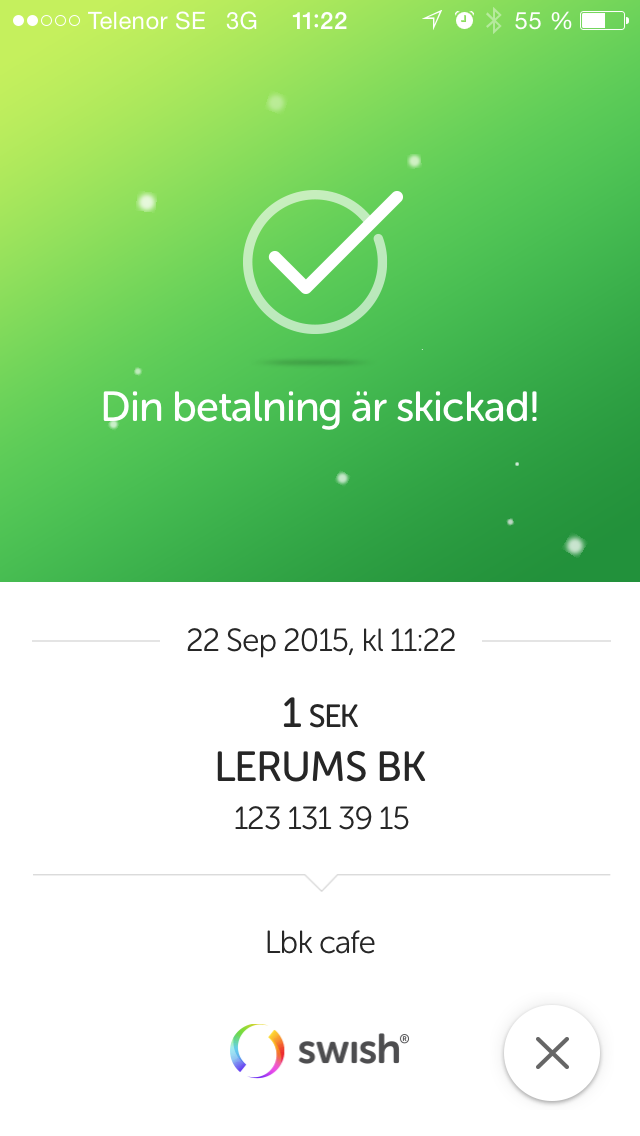 Telenor SE 3G 11:22 55 %
Din betalning är skickad!
22 Sep 2015, kl 11:22
1 SEK
LERUMS BK
123 131 39 15
Lbk cafe
swish®